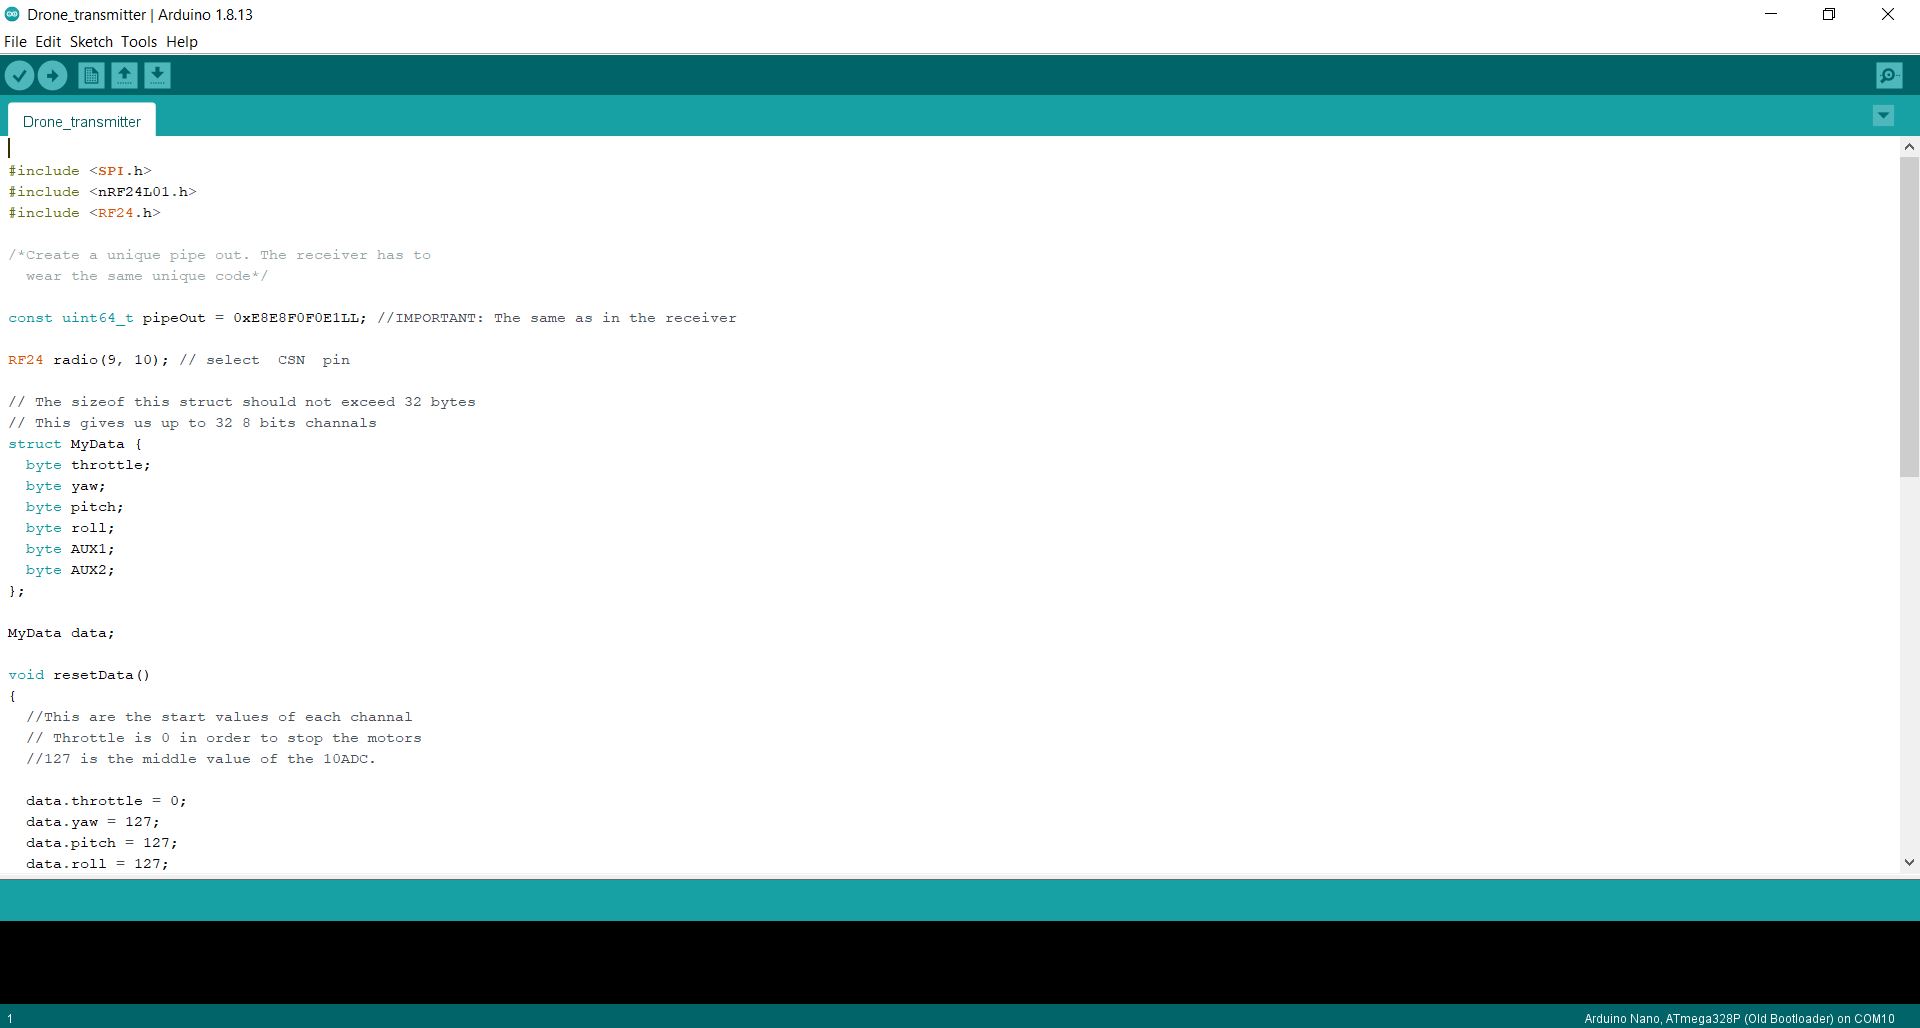 Drone_transmitter | Arduino 1.8.13
File Edit Sketch Tools Help
Drone_transmitter
#include <SPI.h>
#include <nRF24L01.h>
#include <RF24.h>
/*Create a unique pipe out. The receiver has to
wear the same unique code*/
const uint64_t pipeOut = 0xE8E8F0F0E1LL; //IMPORTANT: The same as in the receiver
RF24 radio(9, 10); // select  CSN  pin
// The sizeof this struct should not exceed 32 bytes
// This gives us up to 32 8 bits channals
struct MyData {
byte throttle;
byte yaw;
byte pitch;
byte roll;
byte AUX1;
byte AUX2;
};
MyData data;
void resetData()
{
//This are the start values of each channal
// Throttle is 0 in order to stop the motors
//127 is the middle value of the 10ADC.
data.throttle = 0;
data.yaw = 127;
data.pitch = 127;
data.roll = 127;
1
Arduino Nano, ATmega328P (Old Bootloader) on COM10